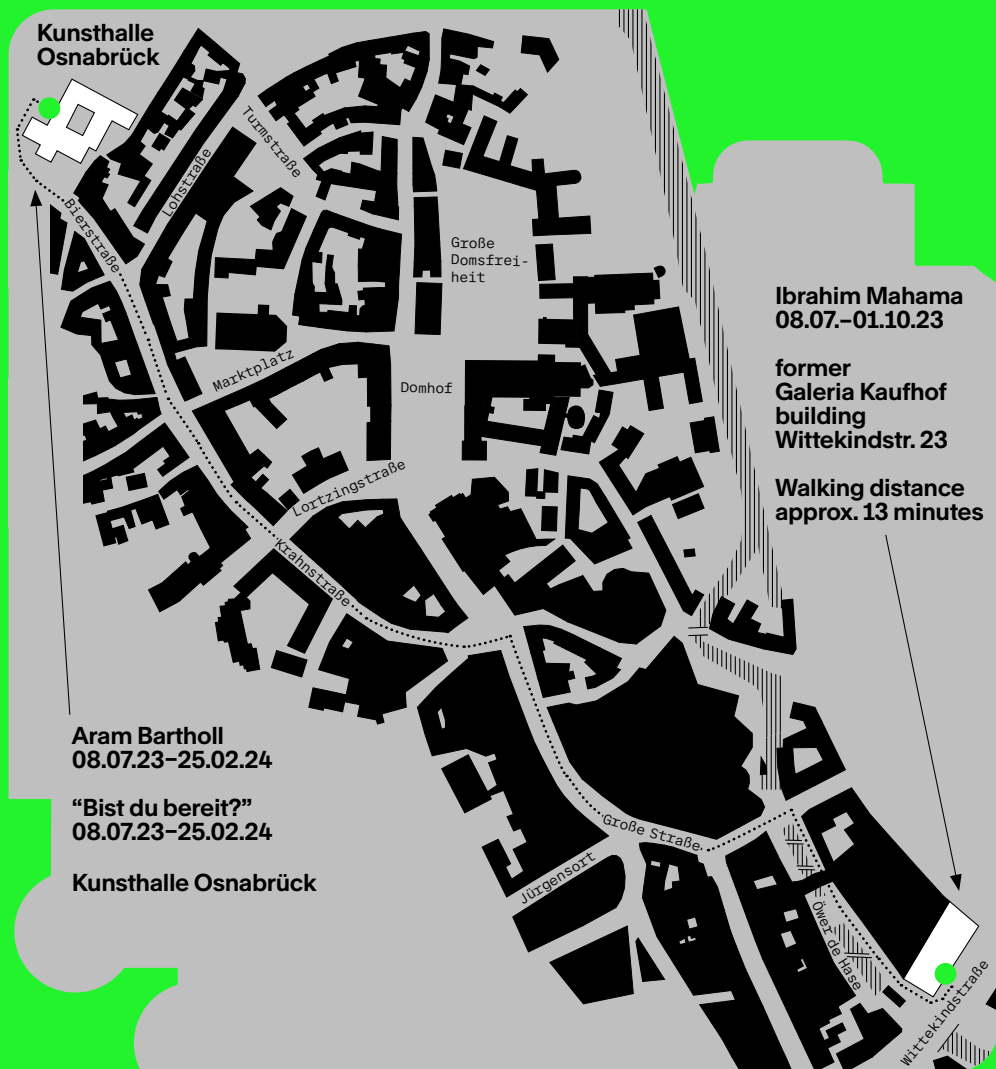 Kunsthalle
Osnabrück
Turmstraße
Lohstraße
Bierstraße
Große
Domsfrei-
heit
Ibrahim Mahama
08.07.–01.10.23
former
Galeria Kaufhof
building
Wittekindstr. 23
Walking distance
approx. 13 minutes
Marktplatz
Domhof
Lortzingstraße
Krahnstraße
Aram Bartholl
08.07.23–25.02.24
“Bist du bereit?”
08.07.23–25.02.24
Kunsthalle Osnabrück
Große Straße
Jürgensort
Öwer de Hase
Wittekindstraße